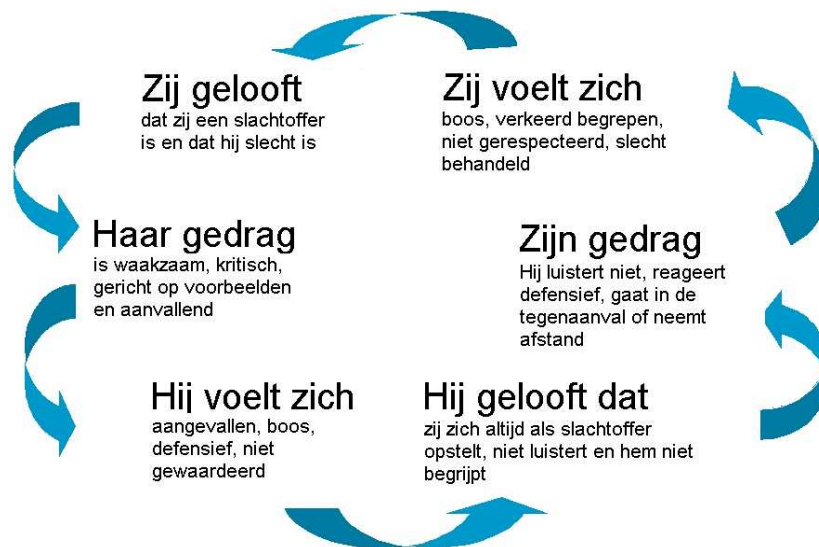 Zij gelooft
dat zij een slachtoffer
is en dat hij slecht is
Zij voelt zich
boos, verkeerd begrepen,
niet gerespecteerd, slecht
behandeld
Haar gedrag
is waakzaam, kritisch,
gericht op voorbeelden
en aanvallend
Zijn gedrag
Hij luistert niet, reageert
defensief, gaat in de
tegenaanval of neemt
afstand
Hij voelt zich
aangevallen, boos,
defensief, niet
gewaardeerd
Hij gelooft dat
zij zich altijd als slachtoffer
opstelt, niet luistert en hem niet
begrijpt